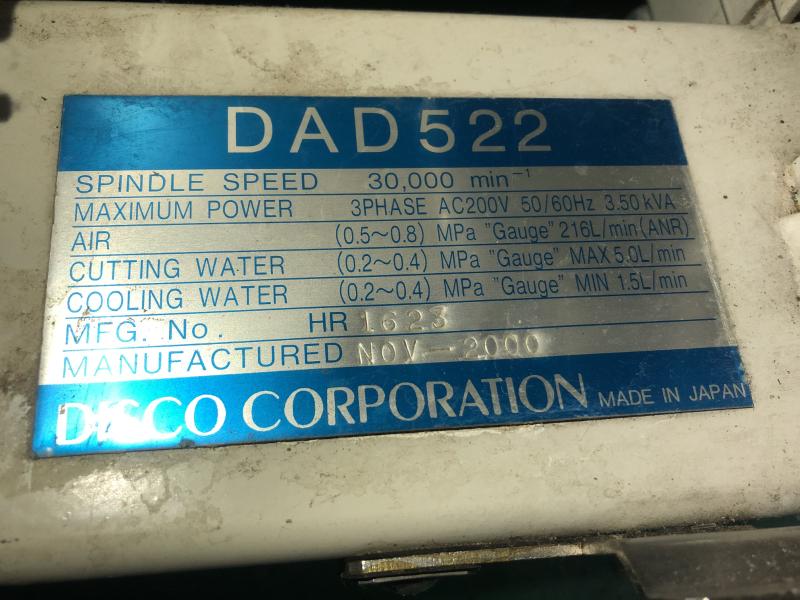 DAD522
SPINDLE SPEED 30,000 min⁻¹
MAXIMUM POWER 3PHASE AC200V 50/60Hz 3.50kVA
AIR (0.5~0.8) MPa "Gauge" 216L/min(ANR)
CUTTING WATER (0.2~0.4) MPa "Gauge" MAX5.0L/min
COOLING WATER (0.2~0.4) MPa "Gauge" MIN 1.5L/min
MFG. No. HR 1623
MANUFACTURED NOV-2000
DISCO CORPORATION MADE IN JAPAN